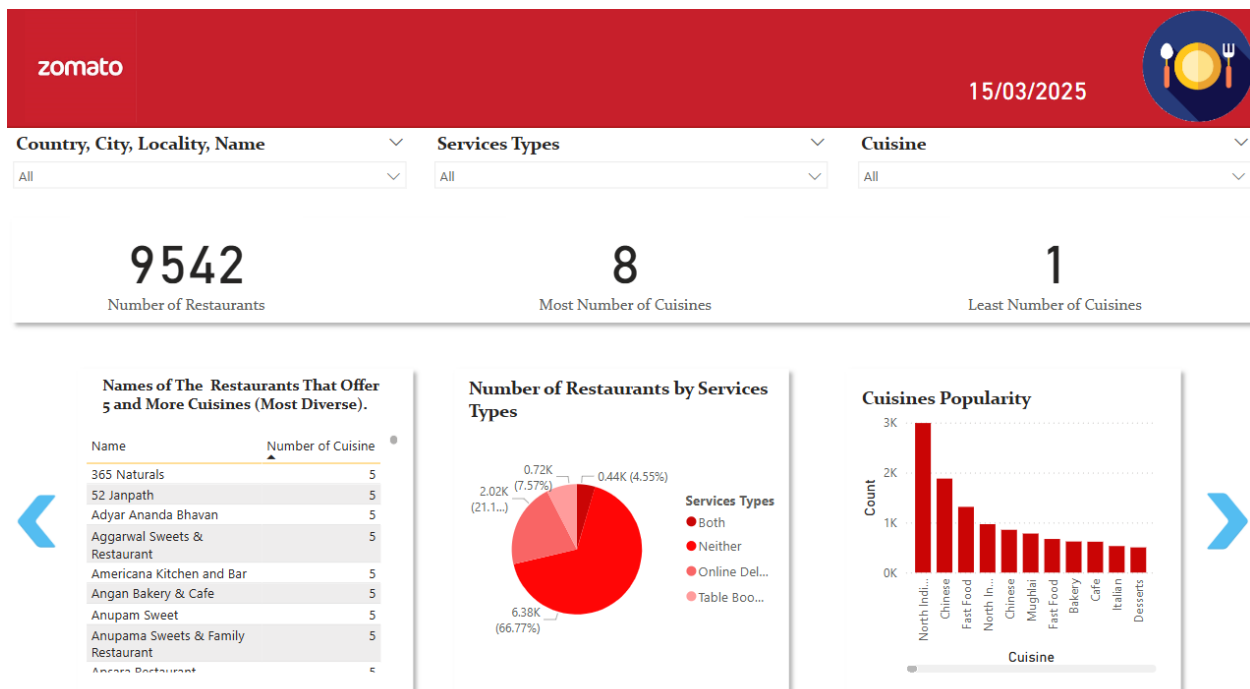 zomato
15/03/2025
Country, City, Locality, Name
All
Services Types
All
Cuisine
All
9542
Number of Restaurants
8
Most Number of Cuisines
1
Least Number of Cuisines
Names of The Restaurants That Offer
5 and More Cuisines (Most Diverse).
Name Number of Cuisine
365 Naturals 5
52 Janpath 5
Adyar Ananda Bhavan 5
Aggarwal Sweets & 5
Restaurant
Americana Kitchen and Bar 5
Angan Bakery & Cafe 5
Anupam Sweet 5
Anupama Sweets & Family 5
Restaurant
Apsara Restaurant 5
Number of Restaurants by Services
Types
0.72K
(7.57%)
0.44K (4.55%)
2.02K
(21.1...)
6.38K
(66.77%)
Services Types
Both
Neither
Online Del...
Table Boo...
Cuisines Popularity
Count
3K
2K
1K
0K
North Indi...
Chinese
Fast Food
North In...
Chinese
Mughlai
Fast Food
Bakery
Cafe
Italian
Desserts
Cuisine